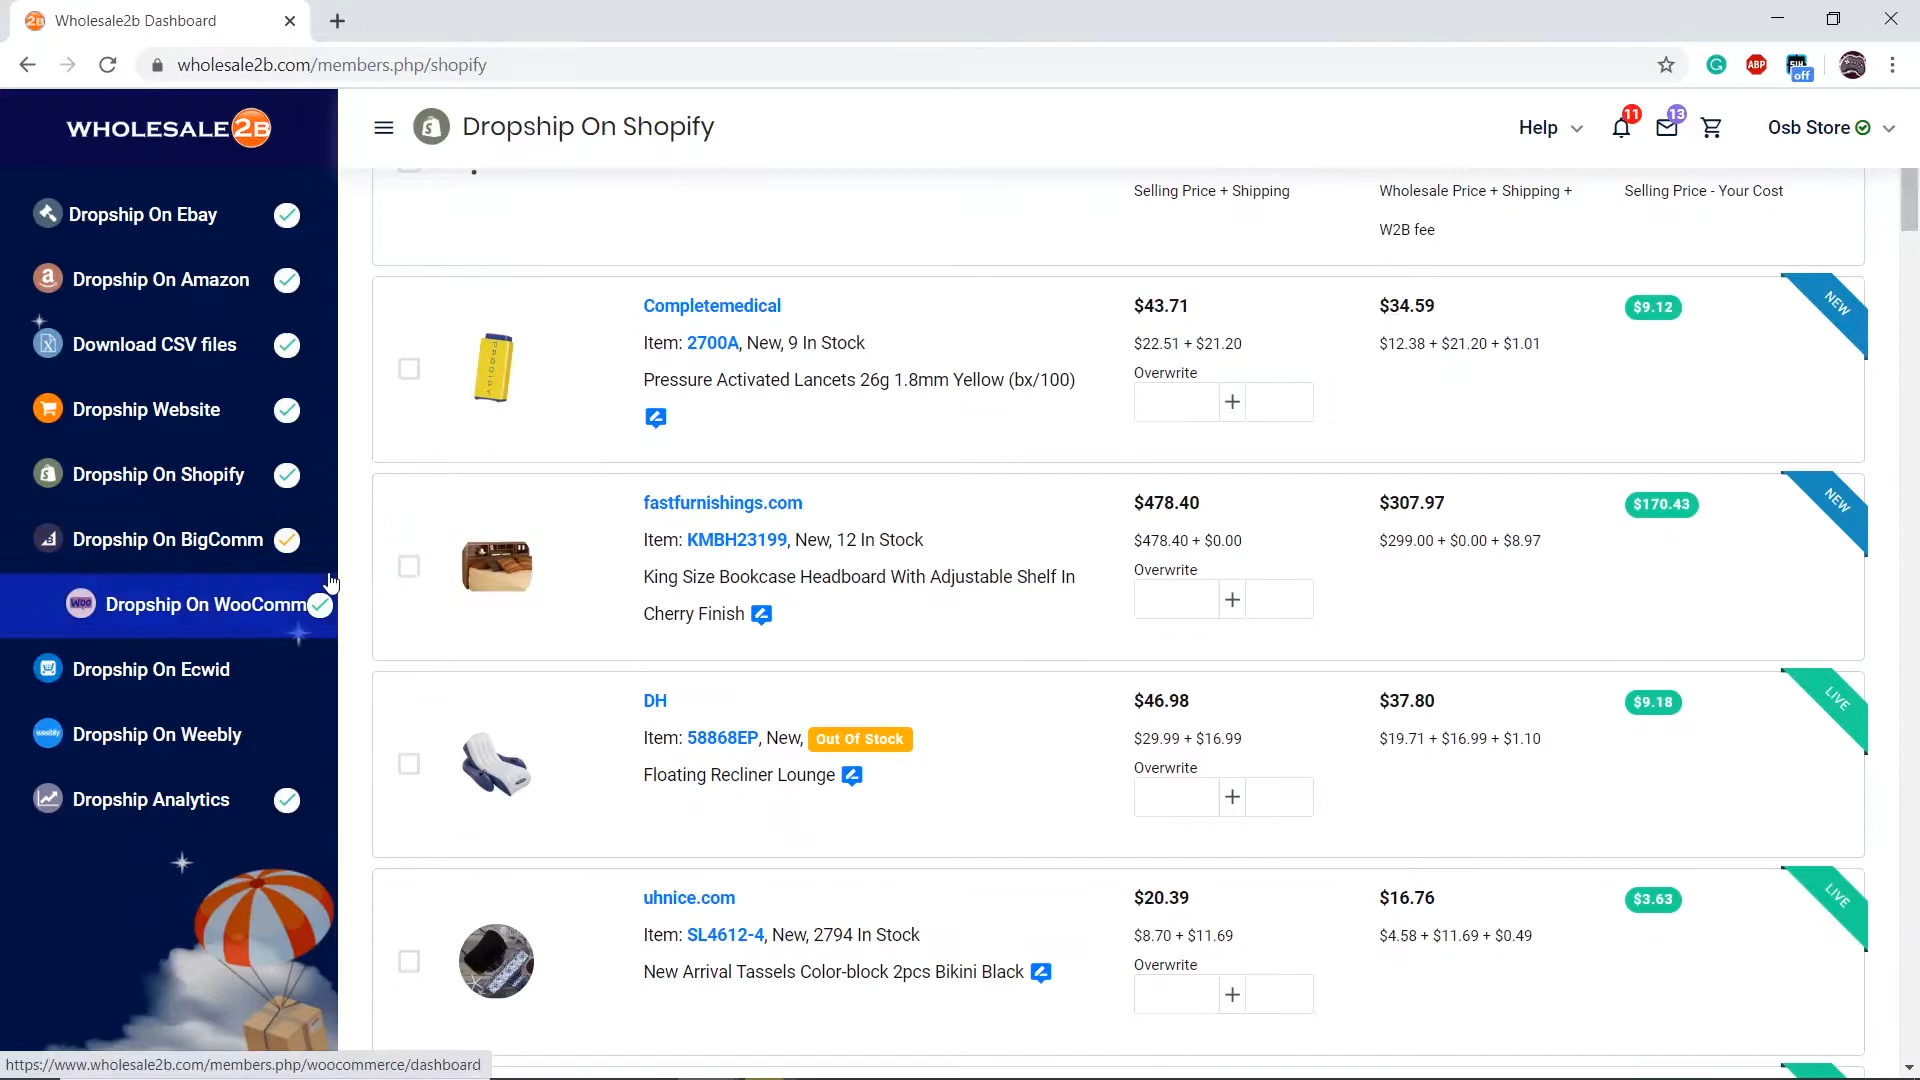 Wholesale2b Dashboard
wholesale2b.com/members.php/shopify
ABP
off
WHOLESALE2B
Dropship On Shopify
Help
11
13
Osb Store
Dropship On Ebay
Dropship On Amazon
Download CSV files
Dropship Website
Dropship On Shopify
Dropship On BigComm
Woo
Dropship On WooComm
Dropship On Ecwid
weebly
Dropship On Weebly
Dropship Analytics
Selling Price + Shipping
Wholesale Price + Shipping +
W2B fee
Selling Price - Your Cost
Completemedical
Item: 2700A, New, 9 In Stock
Pressure Activated Lancets 26g 1.8mm Yellow (bx/100)
PRODIGY
$43.71
$22.51 + $21.20
Overwrite
+
$34.59
$12.38 + $21.20 + $1.01
$9.12
NEW
fastfurnishings.com
Item: KMBH23199, New, 12 In Stock
King Size Bookcase Headboard With Adjustable Shelf In
Cherry Finish
$478.40
$478.40 + $0.00
Overwrite
+
$307.97
$299.00 + $0.00 + $8.97
$170.43
NEW
DH
Item: 58868EP, New, Out Of Stock
Floating Recliner Lounge
$46.98
$29.99 + $16.99
Overwrite
+
$37.80
$19.71 + $16.99 + $1.10
$9.18
LIVE
uhnice.com
Item: SL4612-4, New, 2794 In Stock
New Arrival Tassels Color-block 2pcs Bikini Black
$20.39
$8.70 + $11.69
Overwrite
+
$16.76
$4.58 + $11.69 + $0.49
$3.63
LIVE
https://www.wholesale2b.com/members.php/woocommerce/dashboard